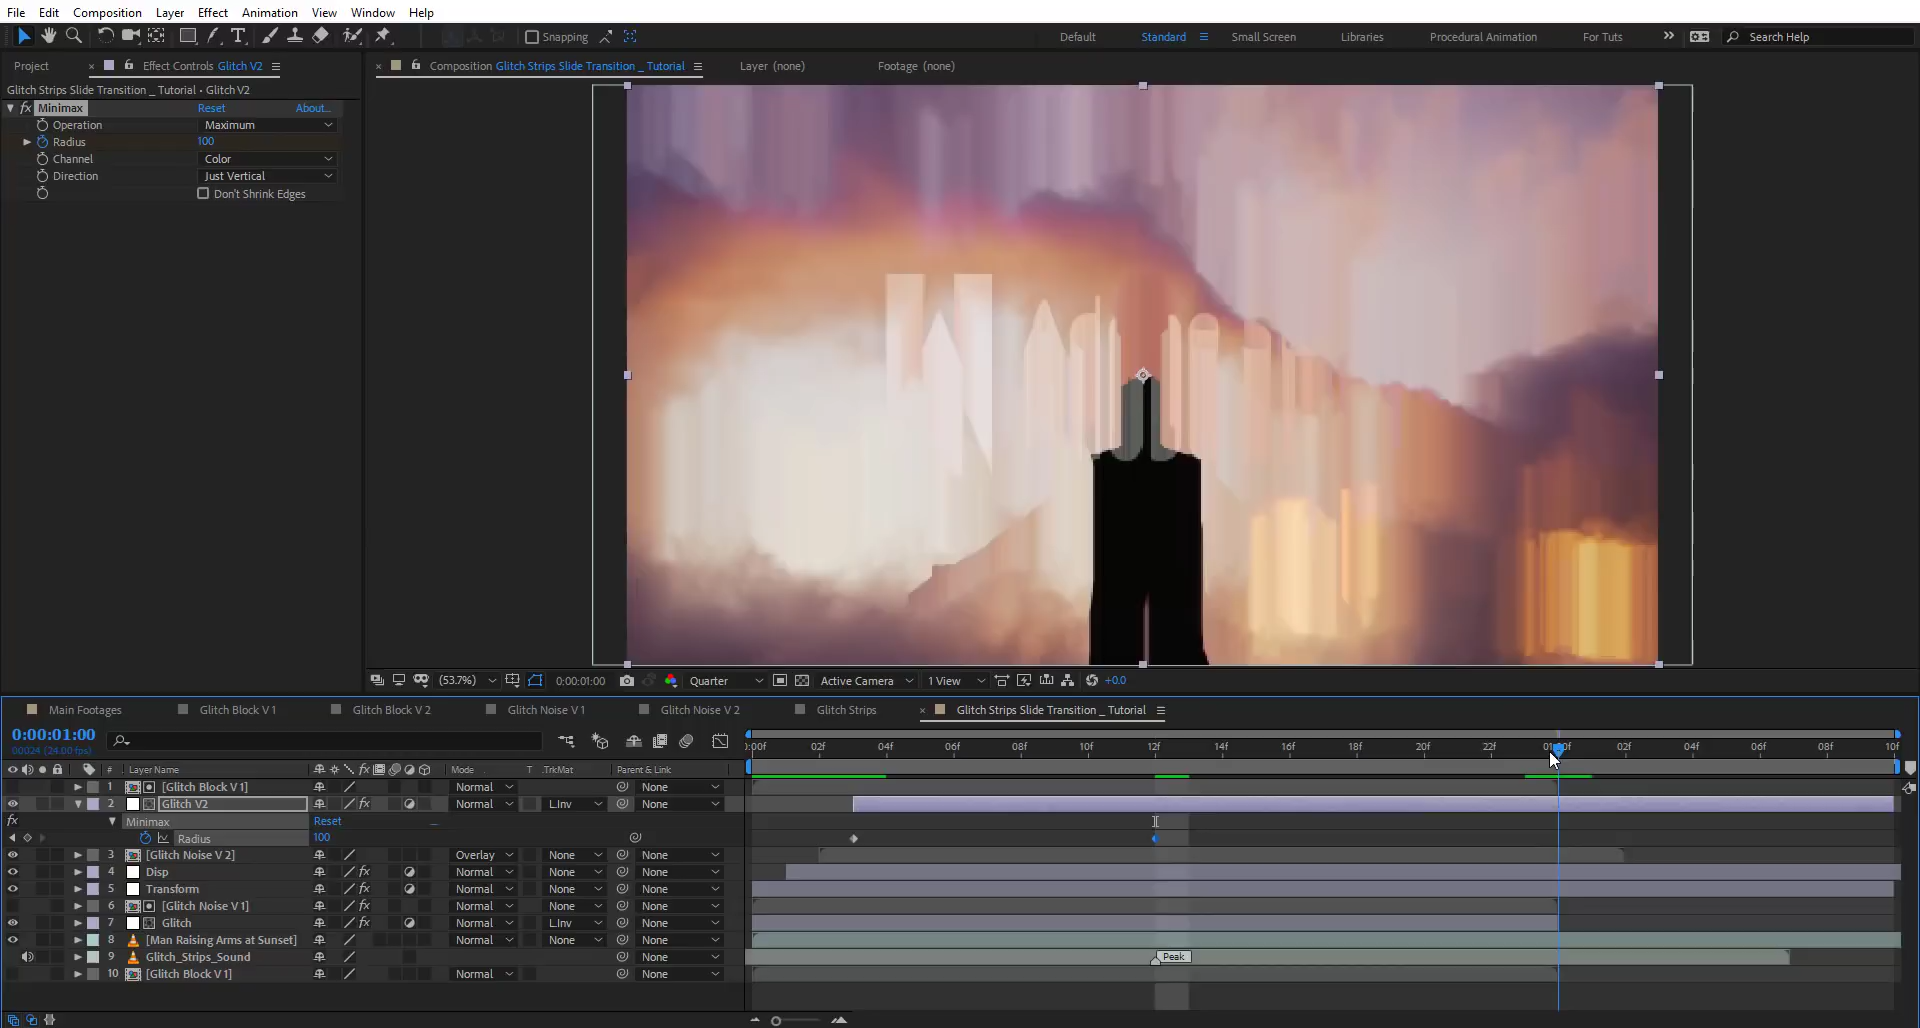 File Edit Composition Layer Effect Animation View Window Help
Snapping Default Standard Small Screen Libraries Procedural Animation For Tuts Search Help
Project Effect Controls Glitch V2 Composition Glitch Strips Slide Transition _ Tutorial Layer (none) Footage (none)
Glitch Strips Slide Transition _ Tutorial • Glitch V2
fx Minimax Reset About...
Operation Maximum
Radius 100
Channel Color
Direction Just Vertical
Don't Shrink Edges
(53.7%) 0:00:01:00 Quarter Active Camera 1 View +0.0
Main Footages Glitch Block V 1 Glitch Block V 2 Glitch Noise V 1 Glitch Noise V 2 Glitch Strips Glitch Strips Slide Transition _ Tutorial
0:00:01:00
00024 (24.00 fps)
:00f 02f 04f 06f 08f 10f 12f 14f 16f 18f 20f 22f 02f 04f 06f 08f 10f
# Layer Name fx Mode T .TrkMat Parent & Link
1 [Glitch Block V 1] Normal None
2 Glitch V2 fx Normal L.Inv None
fx Minimax Reset ...
Radius 100
3 [Glitch Noise V 2] Overlay None None
4 Disp fx Normal None None
5 Transform fx Normal None None
6 [Glitch Noise V 1] fx Normal None None
7 Glitch fx Normal L.Inv None
8 [Man Raising Arms at Sunset] Normal None None
9 Glitch_Strips_Sound None Peak
10 [Glitch Block V 1] Normal None None